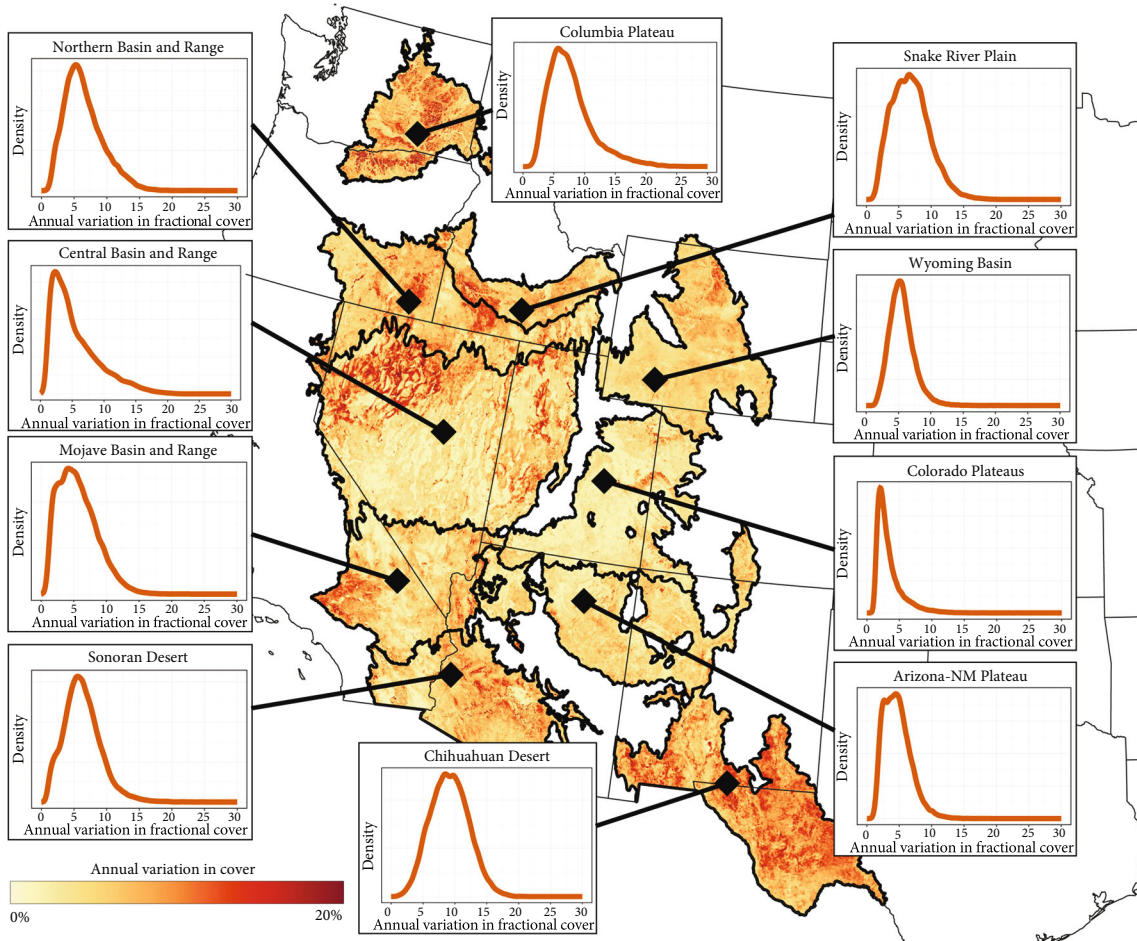 Northern Basin and Range
Density
0 5 10 15 20 25 30
Annual variation in fractional cover
Columbia Plateau
Density
0 5 10 15 20 25 30
Annual variation in fractional cover
Snake River Plain
Density
0 5 10 15 20 25 30
Annual variation in fractional cover
Central Basin and Range
Density
0 5 10 15 20 25 30
Annual variation in fractional cover
Wyoming Basin
Density
0 5 10 15 20 25 30
Annual variation in fractional cover
Mojave Basin and Range
Density
0 5 10 15 20 25 30
Annual variation in fractional cover
Colorado Plateaus
Density
0 5 10 15 20 25 30
Annual variation in fractional cover
Sonoran Desert
Density
0 5 10 15 20 25 30
Annual variation in fractional cover
Arizona-NM Plateau
Density
0 5 10 15 20 25 30
Annual variation in fractional cover
Chihuahuan Desert
Density
0 5 10 15 20 25 30
Annual variation in fractional cover
Annual variation in cover
0% 20%